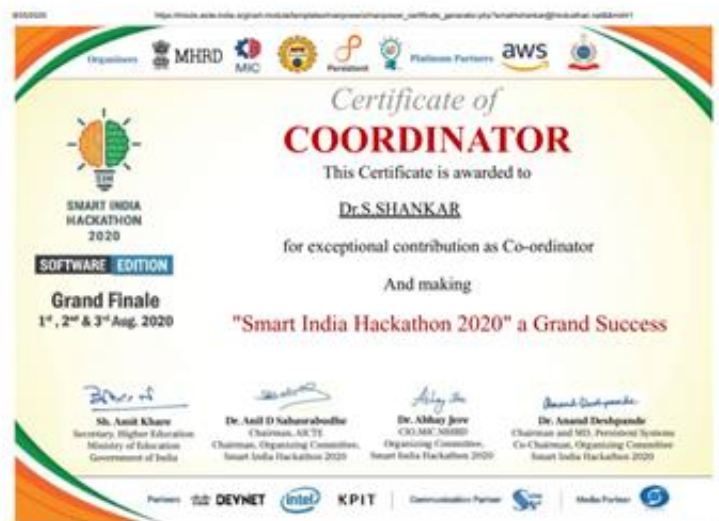 Organisers MHRD MIC Persistent Platinum Partners aws
Certificate of
COORDINATOR
This Certificate is awarded to
Dr.S.SHANKAR
for exceptional contribution as Co-ordinator
And making
"Smart India Hackathon 2020" a Grand Success
SIH
SMART INDIA
HACKATHON
2020
SOFTWARE EDITION
Grand Finale
1st, 2nd & 3rd Aug. 2020
Sh. Amit Khare
Secretary, Higher Education
Ministry of Education
Government of India
Dr. Anil D Sahasrabudhe
Chairman, AICTE
Chairman, Organizing Committee,
Smart India Hackathon 2020
Dr. Abhay Jere
CIO, MIC, MHRD
Organizing Committee,
Smart India Hackathon 2020
Dr. Anand Deshpande
Chairman and MD, Persistent Systems
Co-Chairman, Organizing Committee
Smart India Hackathon 2020
Partners DEVNET intel KPIT Communication Partner Media Partner